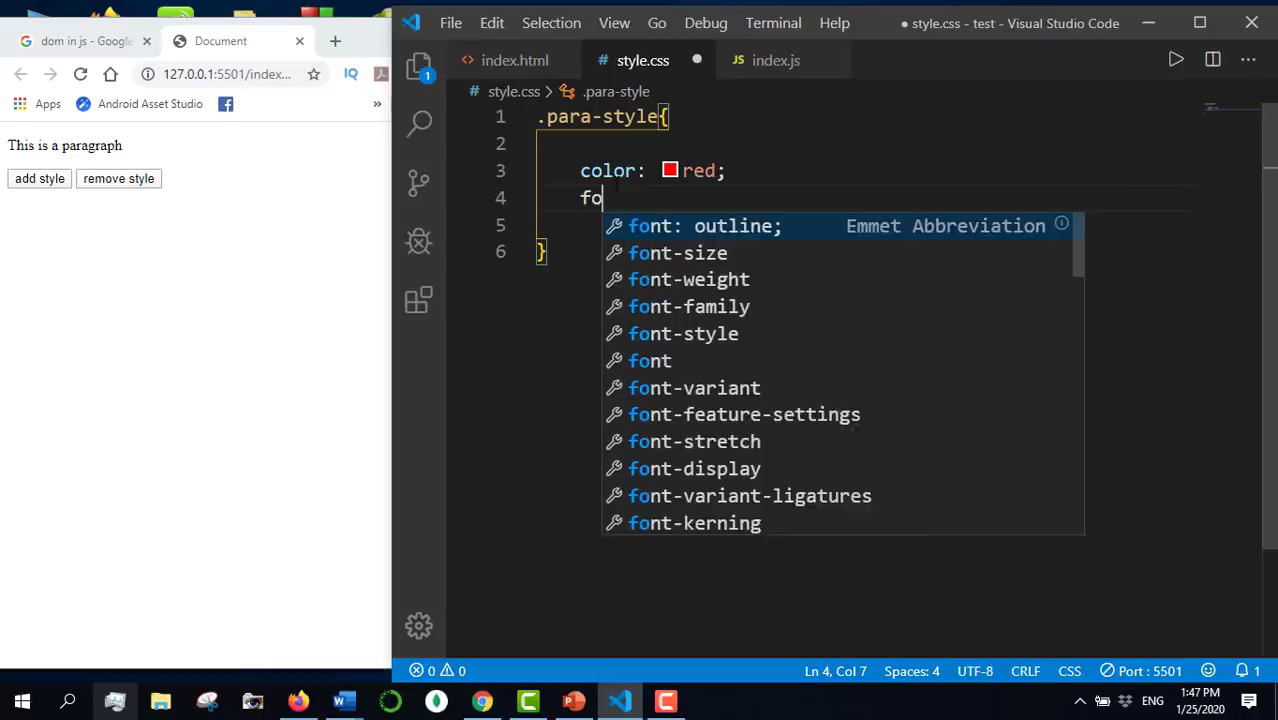 dom in js - Google
Document
127.0.0.1:5501/index...
Apps
Android Asset Studio
»
This is a paragraph
add style
remove style
File Edit Selection View Go Debug Terminal Help
● style.css - test - Visual Studio Code
index.html
# style.css
JS index.js
# style.css > .para-style
1 .para-style{
2
3 color: red;
4 fo
5
6 }
font: outline; Emmet Abbreviation
font-size
font-weight
font-family
font-style
font
font-variant
font-feature-settings
font-stretch
font-display
font-variant-ligatures
font-kerning
1
0 0
Ln 4, Col 7 Spaces: 4 UTF-8 CRLF CSS Port : 5501 1
ENG
1:47 PM
1/25/2020